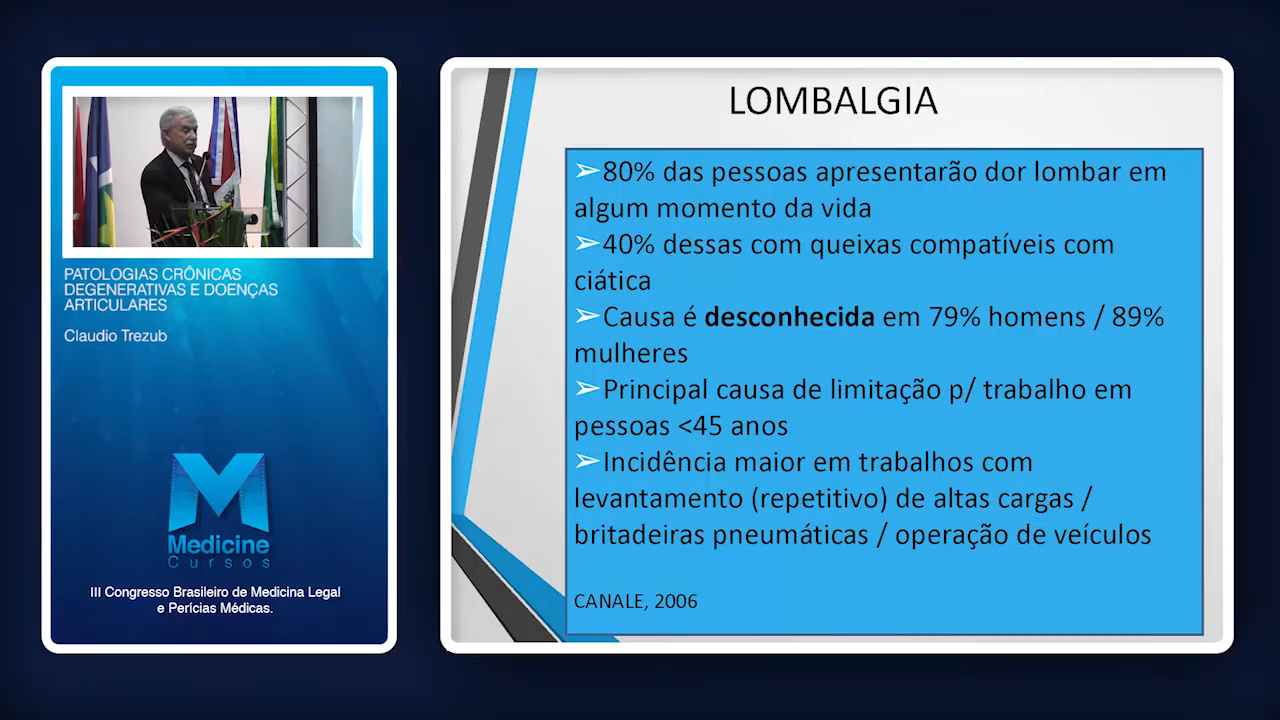 PATOLOGIAS CRÔNICAS
DEGENERATIVAS E DOENÇAS
ARTICULARES
Claudio Trezub
Medicine
Cursos
III Congresso Brasileiro de Medicina Legal
e Perícias Médicas.
LOMBALGIA
➢80% das pessoas apresentarão dor lombar em
algum momento da vida
➢40% dessas com queixas compatíveis com
ciática
➢Causa é desconhecida em 79% homens / 89%
mulheres
➢Principal causa de limitação p/ trabalho em
pessoas <45 anos
➢Incidência maior em trabalhos com
levantamento (repetitivo) de altas cargas /
britadeiras pneumáticas / operação de veículos
CANALE, 2006